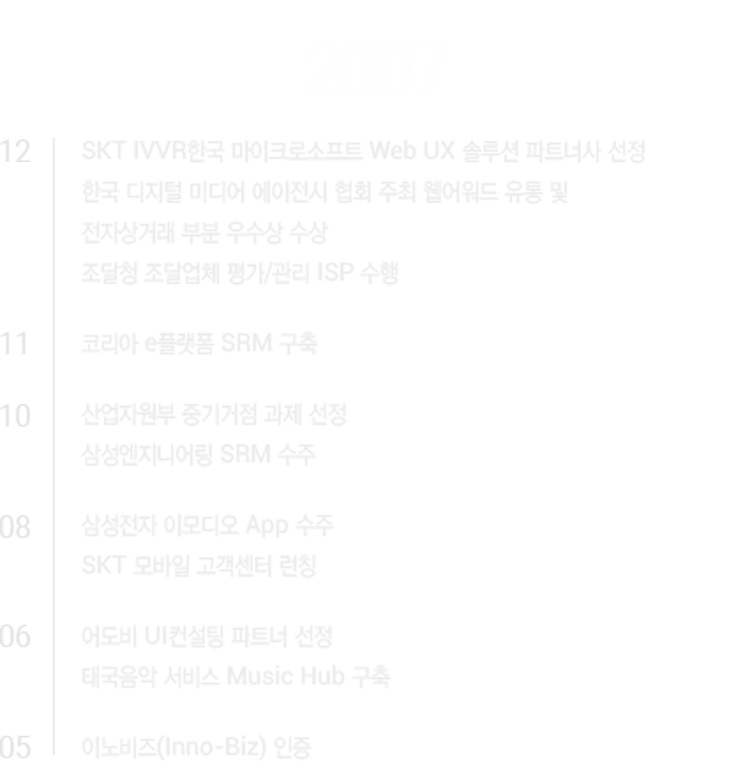 2007
12 SKT IVVR한국 마이크로소프트 Web UX 솔루션 파트너사 선정
한국 디지털 미디어 에이전시 협회 주최 웹어워드 유통 및
전자상거래 부분 우수상 수상
조달청 조달업체 평가/관리 ISP 수행
11 코리아 e플랫폼 SRM 구축
10 산업자원부 중기거점 과제 선정
삼성엔지니어링 SRM 수주
08 삼성전자 이모디오 App 수주
SKT 모바일 고객센터 런칭
06 어도비 UI컨설팅 파트너 선정
태국음악 서비스 Music Hub 구축
05 이노비즈(Inno-Biz) 인증